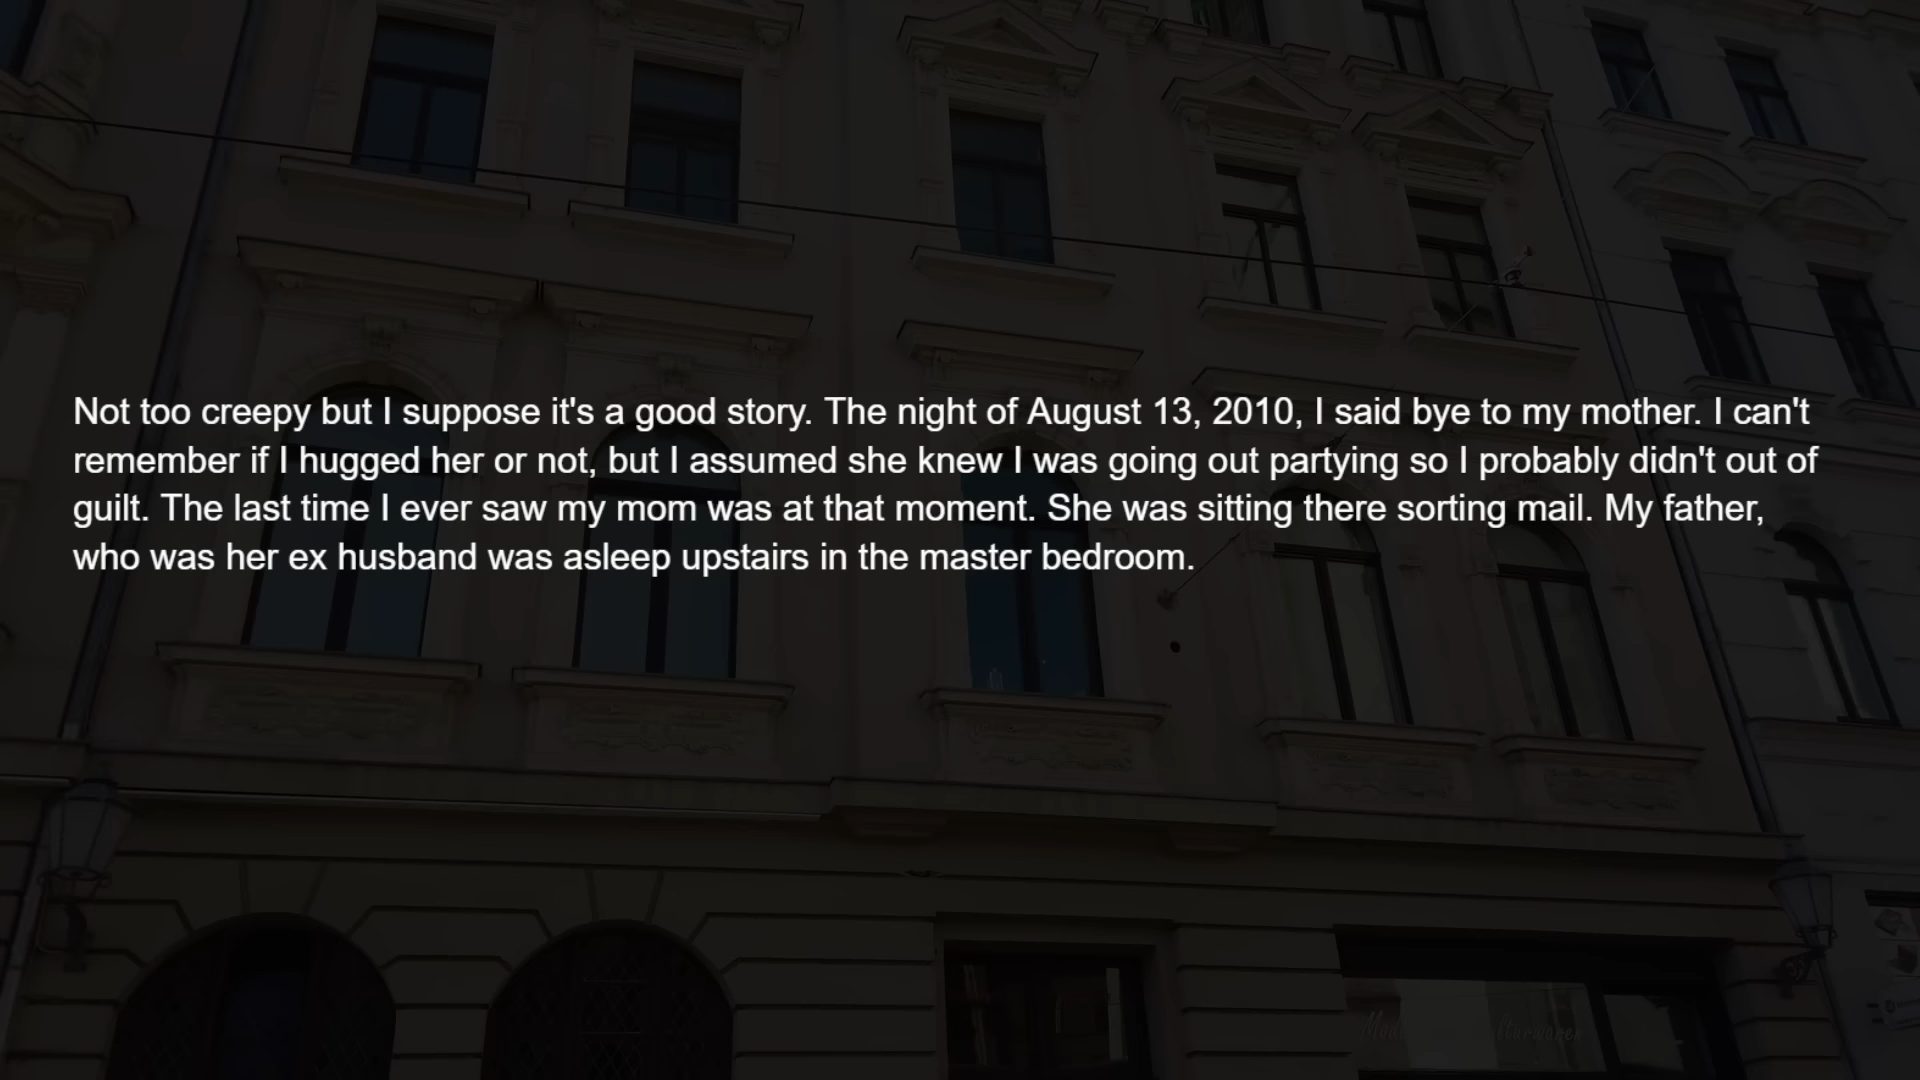 Not too creepy but I suppose it's a good story. The night of August 13, 2010, I said bye to my mother. I can't
remember if I hugged her or not, but I assumed she knew I was going out partying so I probably didn't out of
guilt. The last time I ever saw my mom was at that moment. She was sitting there sorting mail. My father,
who was her ex husband was asleep upstairs in the master bedroom.